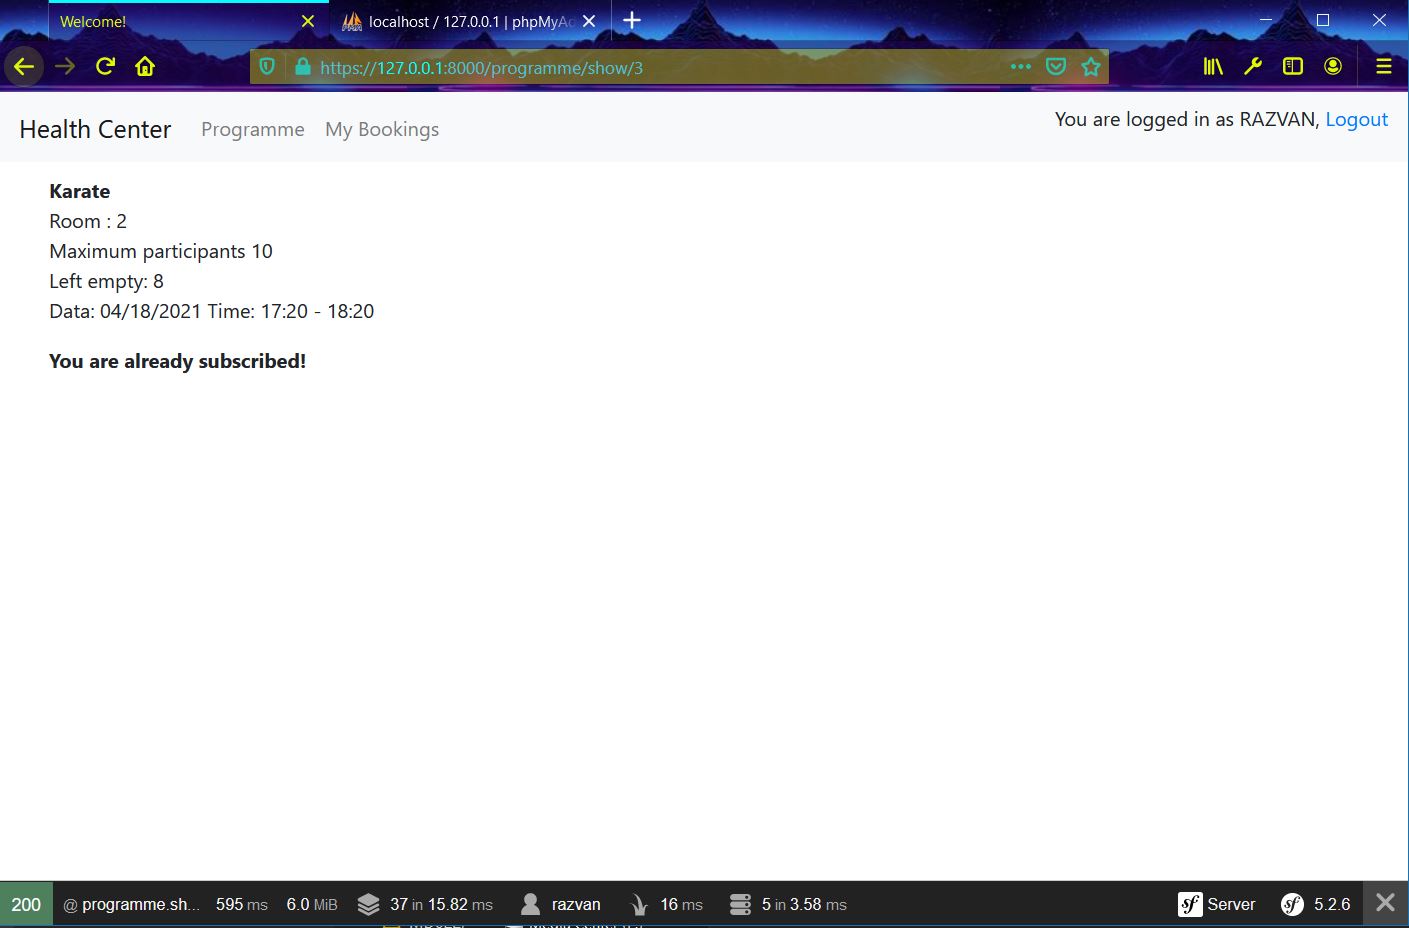 Welcome!
localhost / 127.0.0.1 | phpMyAc
https://127.0.0.1:8000/programme/show/3
Health Center Programme My Bookings
You are logged in as RAZVAN, Logout
Karate
Room : 2
Maximum participants 10
Left empty: 8
Data: 04/18/2021 Time: 17:20 - 18:20
You are already subscribed!
200 @ programme.sh... 595 ms 6.0 MiB 37 in 15.82 ms razvan 16 ms 5 in 3.58 ms sf Server sf 5.2.6